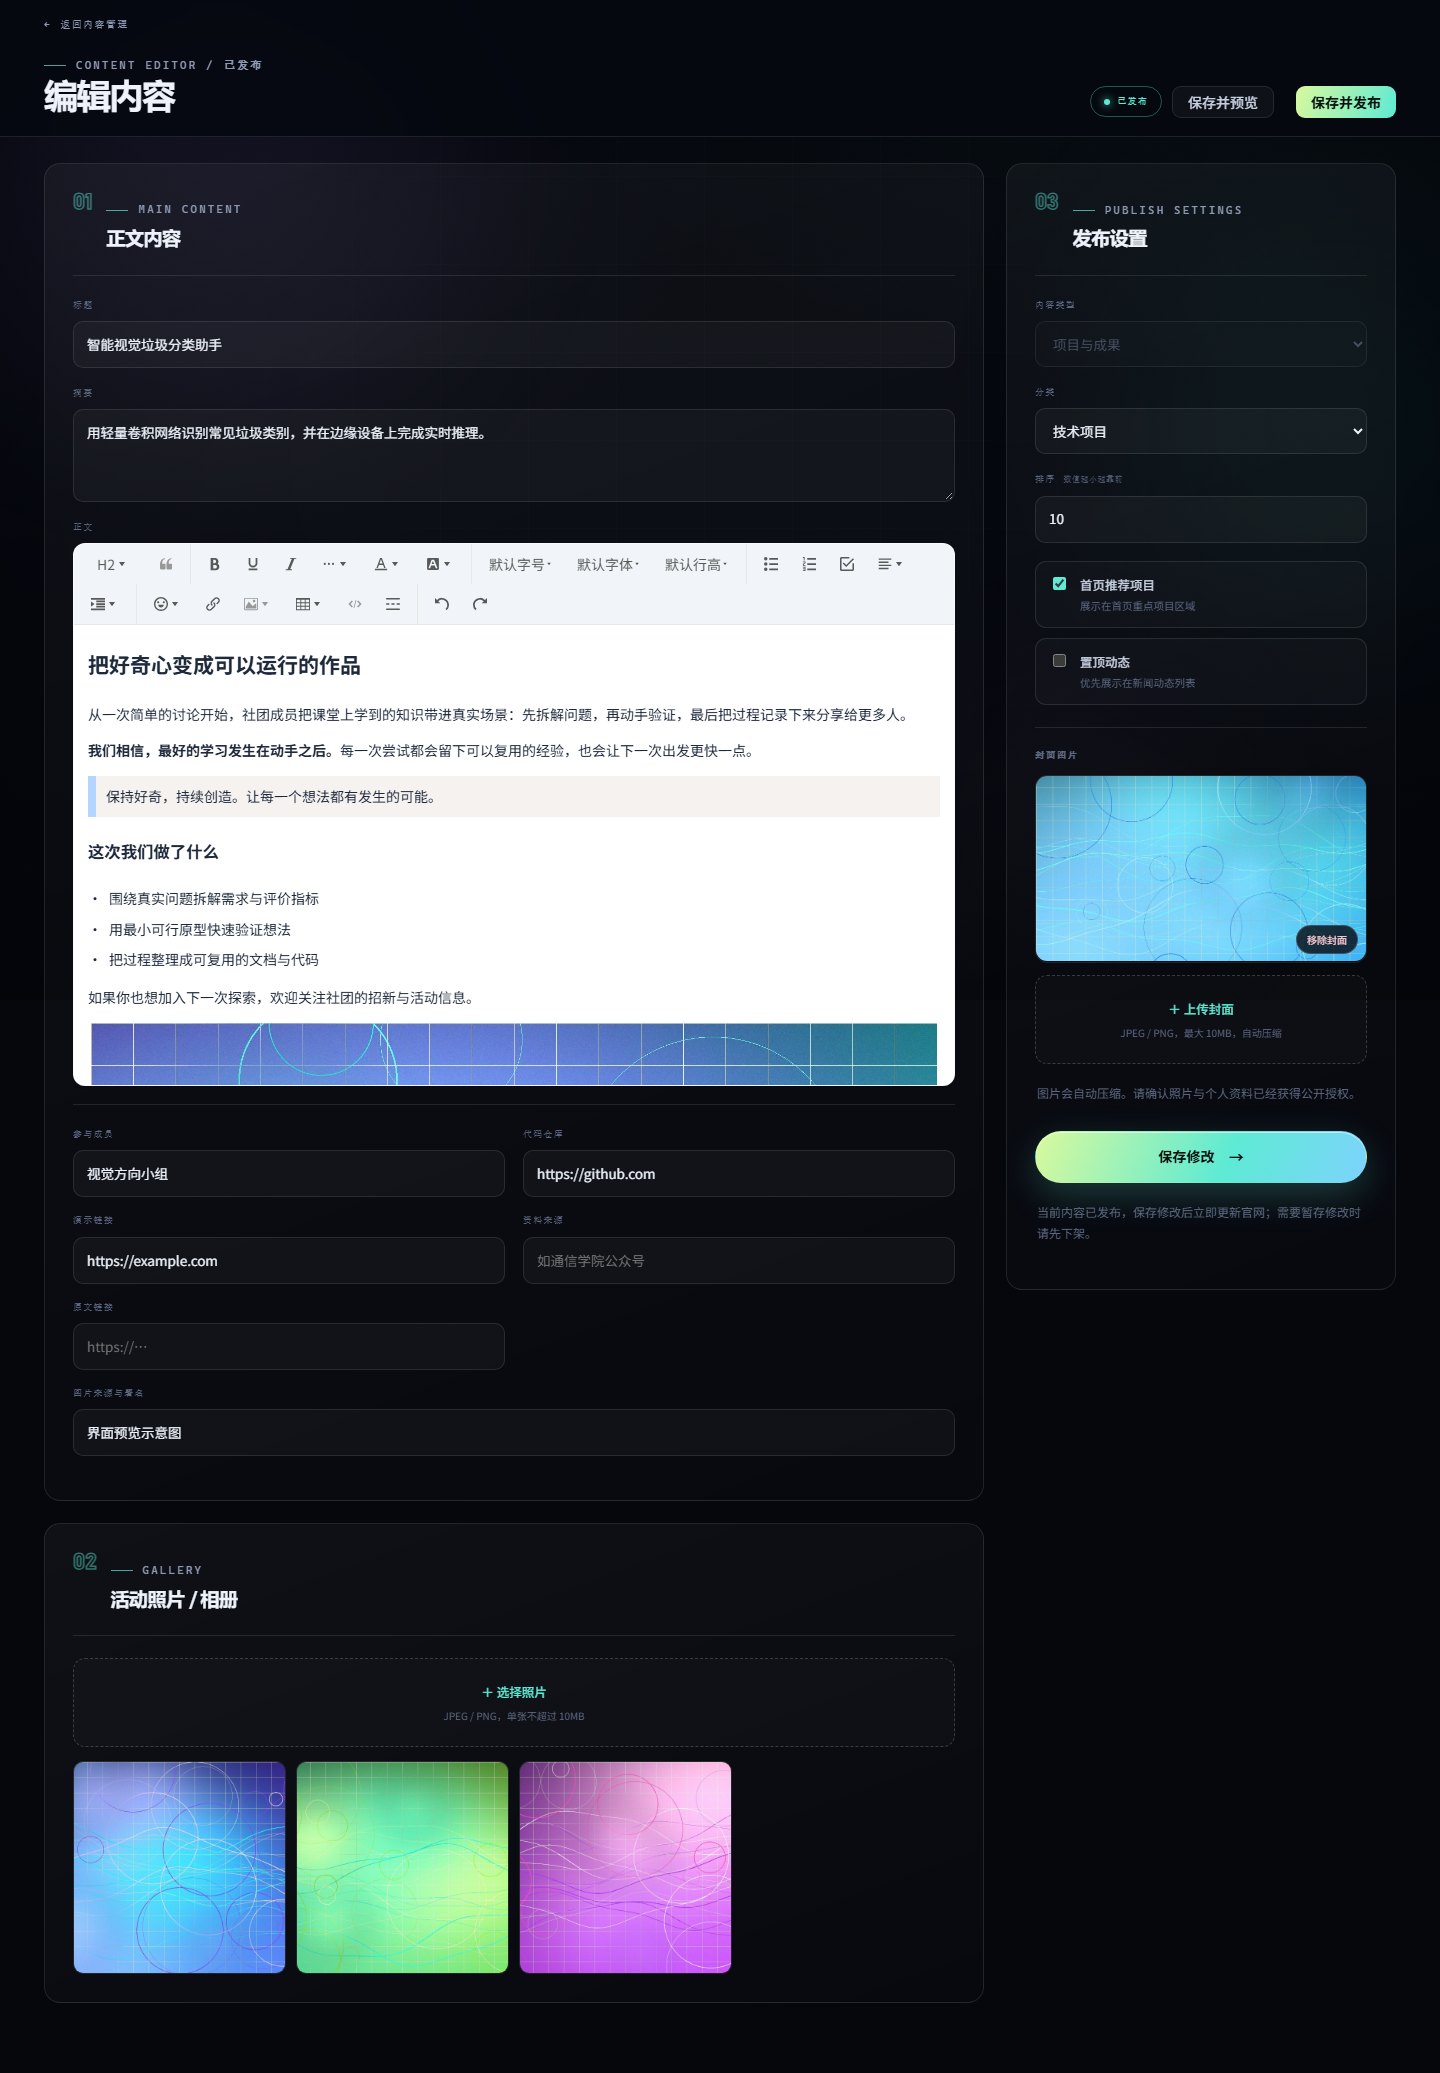 ← 返回内容管理
CONTENT EDITOR / 已发布
编辑内容
已发布
保存并预览
保存并发布
01
MAIN CONTENT
正文内容
标题
智能视觉垃圾分类助手
摘要
用轻量卷积网络识别常见垃圾类别，并在边缘设备上完成实时推理。
正文
H2
B U I ··· A A 默认字号 默认字体 默认行高
把好奇心变成可以运行的作品
从一次简单的讨论开始，社团成员把课堂上学到的知识带进真实场景：先拆解问题，再动手验证，最后把过程记录下来分享给更多人。
我们相信，最好的学习发生在动手之后。每一次尝试都会留下可以复用的经验，也会让下一次出发更快一点。
保持好奇，持续创造。让每一个想法都有发生的可能。
这次我们做了什么
• 围绕真实问题拆解需求与评价指标
• 用最小可行原型快速验证想法
• 把过程整理成可复用的文档与代码
如果你也想加入下一次探索，欢迎关注社团的招新与活动信息。
参与成员
代码仓库
视觉方向小组
https://github.com
演示链接
资料来源
https://example.com
如通信学院公众号
原文链接
https://···
图片来源与署名
界面预览示意图
02
GALLERY
活动照片 / 相册
+ 选择照片
JPEG / PNG，单张不超过 10MB
03
PUBLISH SETTINGS
发布设置
内容类型
项目与成果
分类
技术项目
排序 数值越小越靠前
10
首页推荐项目
展示在首页重点项目区域
置顶动态
优先展示在新闻动态列表
封面图片
移除封面
+ 上传封面
JPEG / PNG，最大 10MB，自动压缩
图片会自动压缩。请确认照片与个人资料已经获得公开授权。
保存修改 →
当前内容已发布，保存修改后立即更新官网；需要暂存修改时
请先下架。